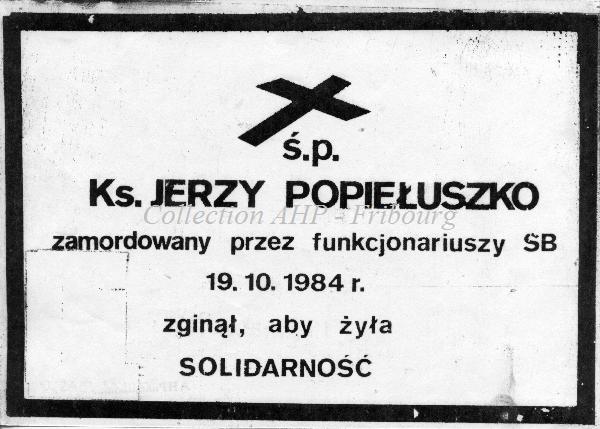 ś.p.
Ks. JERZY POPIEŁUSZKO
Collection AHP - Fribourg
zamordowany przez funkcjonariuszy SB
19. 10. 1984 r.
zginął, aby żyła
SOLIDARNOŚĆ